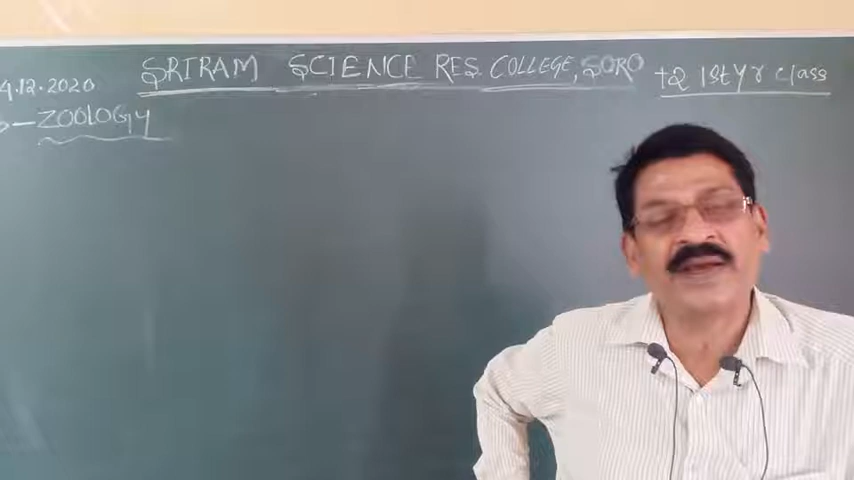 4.12.2020 SRIRAM SCIENCE RES. COLLEGE, SORO +2 1st yr class
ZOOLOGY